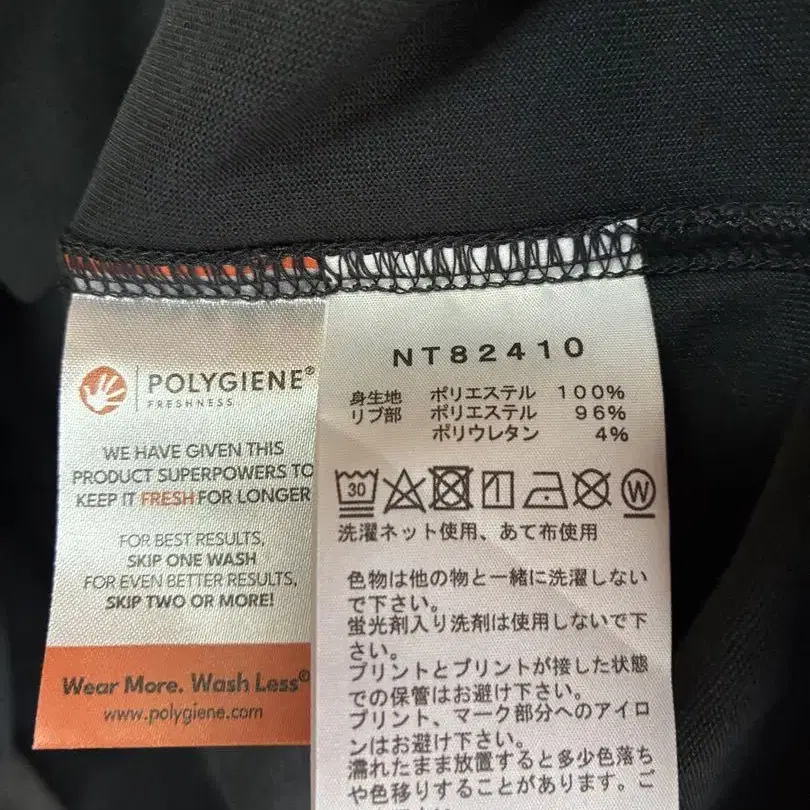 POLYGIENE®
FRESHNESS
WE HAVE GIVEN THIS
PRODUCT SUPERPOWERS TO
KEEP IT FRESH FOR LONGER
FOR BEST RESULTS,
SKIP ONE WASH
FOR EVEN BETTER RESULTS,
SKIP TWO OR MORE!
Wear More. Wash Less©
www.polygiene.com
NT82410
身生地 ポリエステル 100%
リブ部 ポリエステル 96%
ポリウレタン 4%
30 W
洗濯ネット使用、あて布使用
色物は他の物と一緒に洗濯しない
で下さい。
蛍光剤入り洗剤は使用しないで下
さい。
プリントとプリントが接した状態
での保管はお避け下さい。
プリント、マーク部分へのアイロ
ンはお避け下さい。
濡れたまま放置すると多少色落ち
や色移りすることがあります。ご